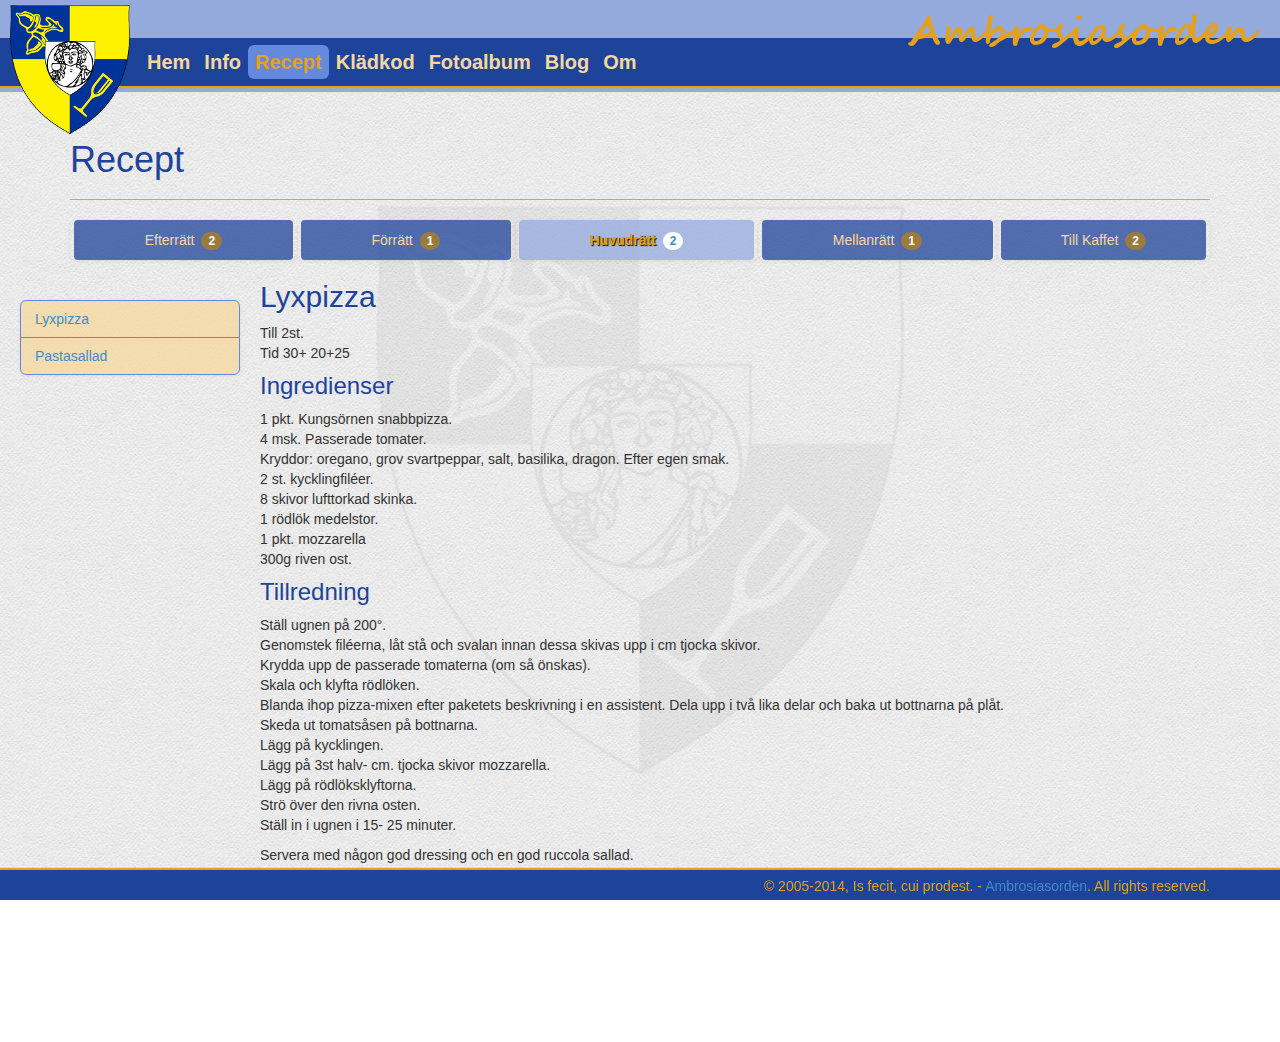 Ambrosiasorden
Hem Info Recept Klädkod Fotoalbum Blog Om
Recept
Efterrätt 2 Förrätt 1 Huvudrätt 2 Mellanrätt 1 Till Kaffet 2
Lyxpizza
Pastasallad
Lyxpizza
Till 2st.
Tid 30+ 20+25
Ingredienser
1 pkt. Kungsörnen snabbpizza.
4 msk. Passerade tomater.
Kryddor: oregano, grov svartpeppar, salt, basilika, dragon. Efter egen smak.
2 st. kycklingfiléer.
8 skivor lufttorkad skinka.
1 rödlök medelstor.
1 pkt. mozzarella
300g riven ost.
Tillredning
Ställ ugnen på 200°.
Genomstek filéerna, låt stå och svalan innan dessa skivas upp i cm tjocka skivor.
Krydda upp de passerade tomaterna (om så önskas).
Skala och klyfta rödlöken.
Blanda ihop pizza-mixen efter paketets beskrivning i en assistent. Dela upp i två lika delar och baka ut bottnarna på plåt.
Skeda ut tomatsåsen på bottnarna.
Lägg på kycklingen.
Lägg på 3st halv- cm. tjocka skivor mozzarella.
Lägg på rödlöksklyftorna.
Strö över den rivna osten.
Ställ in i ugnen i 15- 25 minuter.
Servera med någon god dressing och en god ruccola sallad.
© 2005-2014, Is fecit, cui prodest. - Ambrosiasorden. All rights reserved.